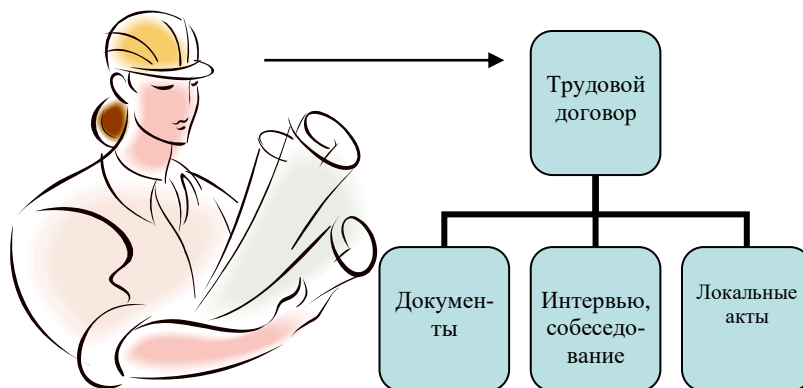 Трудовой
договор
Докумен-
ты
Интервью,
собеседо-
вание
Локальные
акты